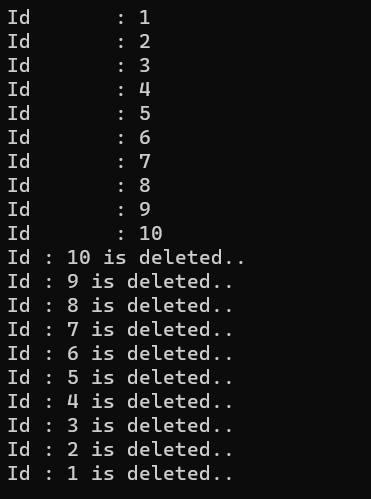 Id       : 1
Id       : 2
Id       : 3
Id       : 4
Id       : 5
Id       : 6
Id       : 7
Id       : 8
Id       : 9
Id       : 10
Id : 10 is deleted..
Id : 9 is deleted..
Id : 8 is deleted..
Id : 7 is deleted..
Id : 6 is deleted..
Id : 5 is deleted..
Id : 4 is deleted..
Id : 3 is deleted..
Id : 2 is deleted..
Id : 1 is deleted..